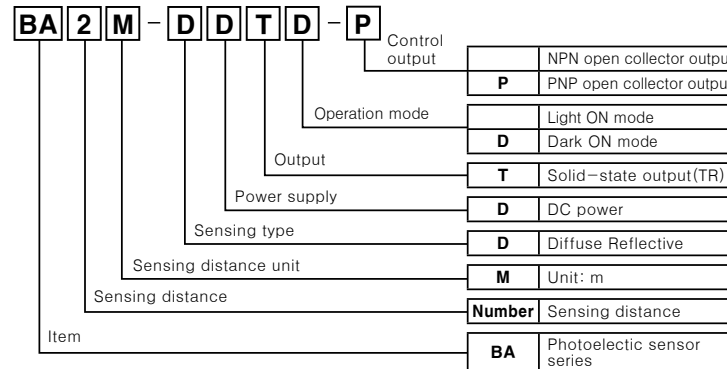 BA 2 M - D D T D - P
Control
output
NPN open collector outpu
P PNP open collector outpu
Operation mode
Light ON mode
D Dark ON mode
Output
T Solid-state output(TR)
Power supply
D DC power
Sensing type
D Diffuse Reflective
Sensing distance unit
M Unit: m
Sensing distance
Number Sensing distance
Item
BA Photoelectic sensor
series